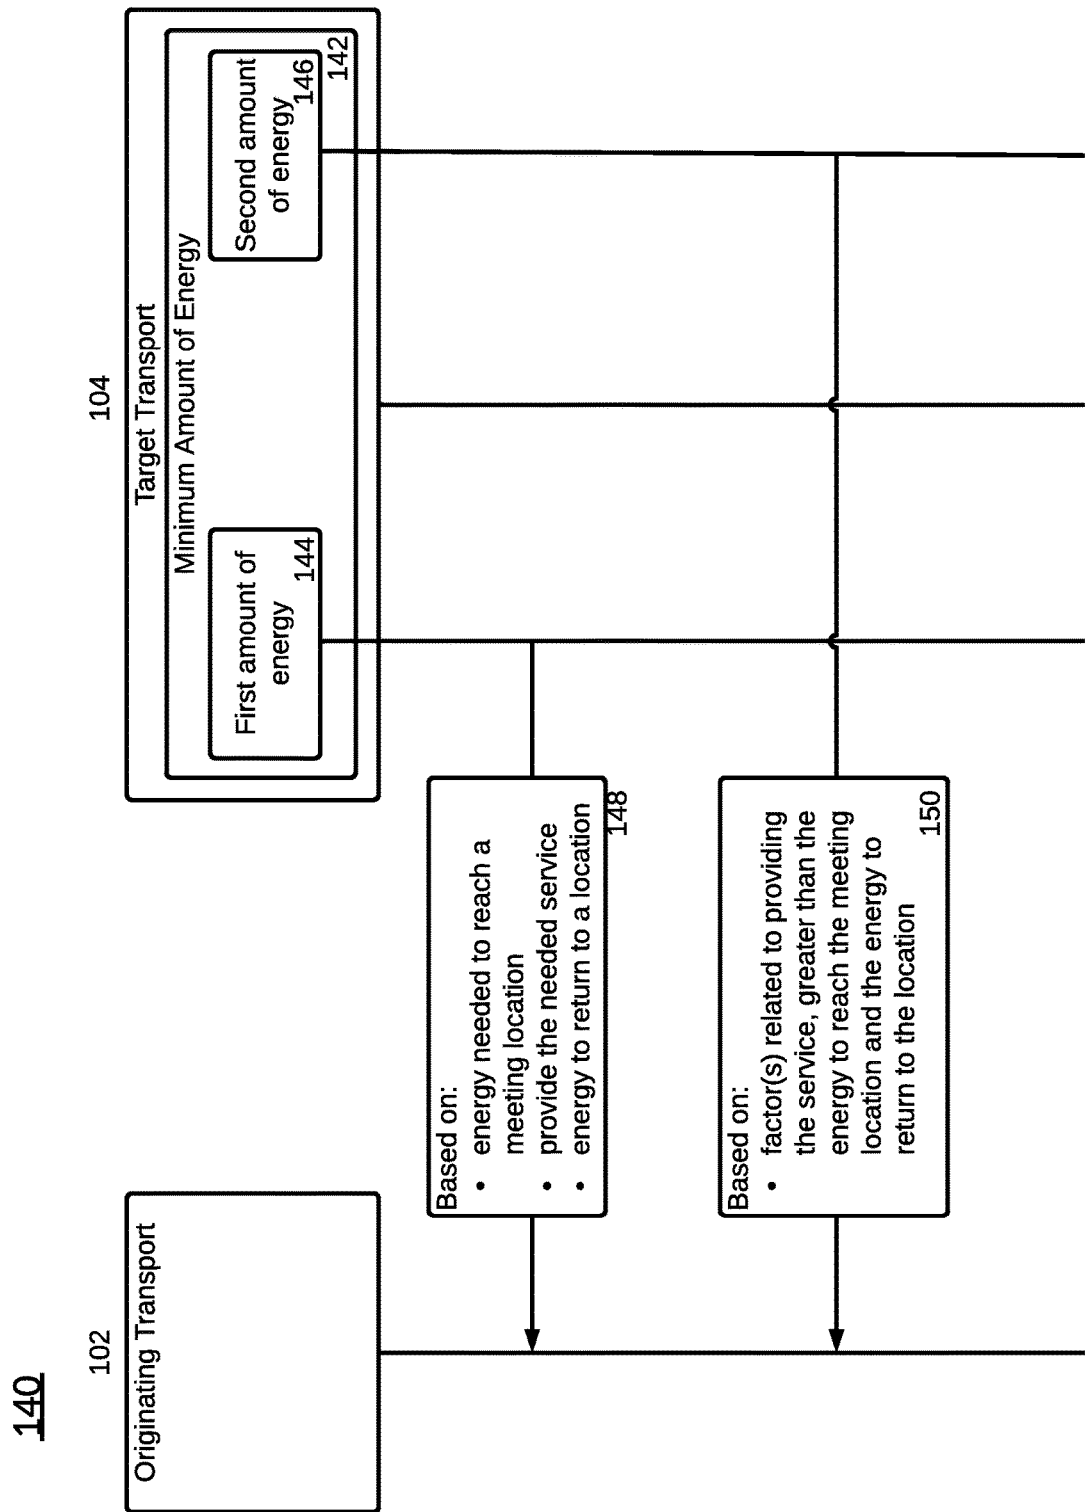 140
102
Originating Transport
104
Target Transport
Minimum Amount of Energy
First amount of
energy
144
Second amount
of energy
146
142
Based on:
• energy needed to reach a
meeting location
• provide the needed service
• energy to return to a location
148
Based on:
• factor(s) related to providing
the service, greater than the
energy to reach the meeting
location and the energy to
return to the location
150